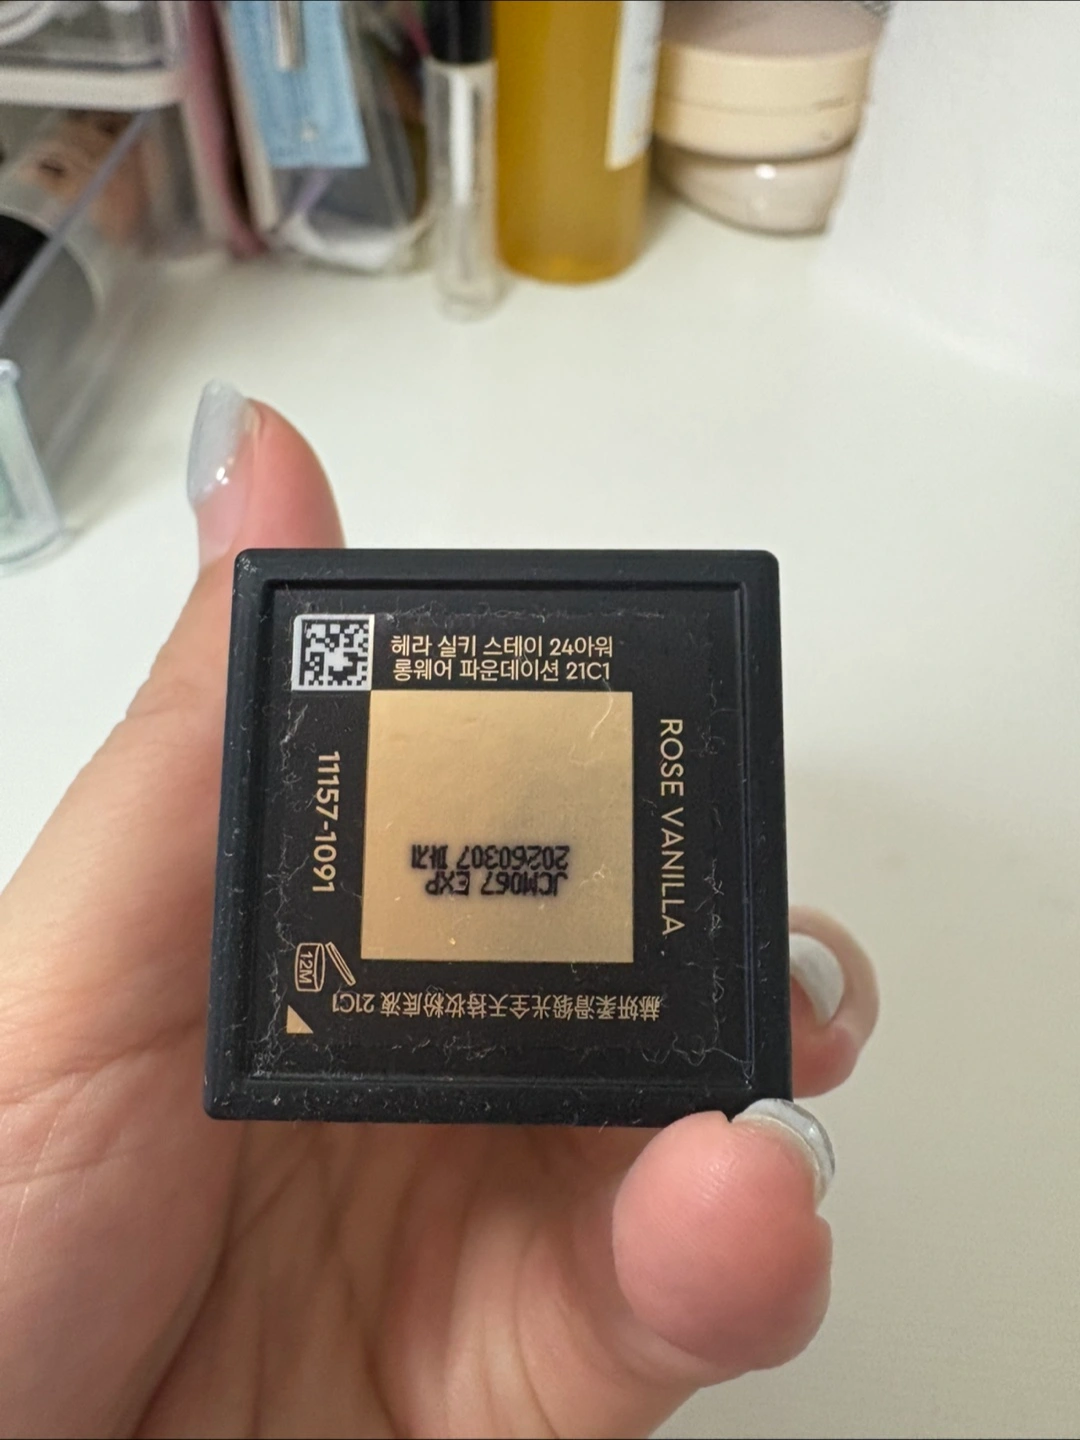 헤라 실키 스테이 24아워
롱웨어 파운데이션 21C1
ROSE VANILLA
11157-1091
JCM067 EXP
20260307 까지
12M
赫妍柔滑缎光全天持妆粉底液 21C1